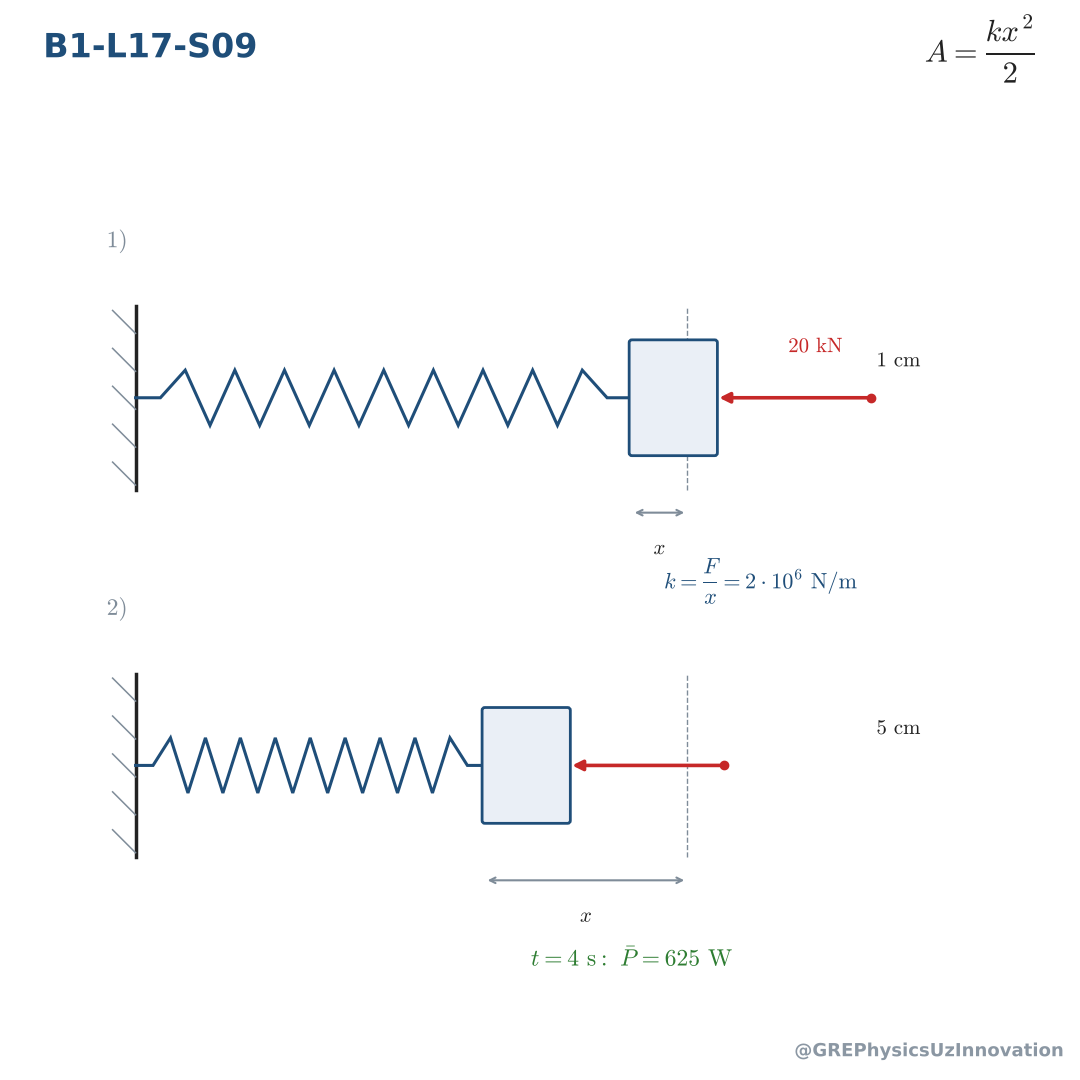 B1-L17-S09
A = kx²/2
1)
20 kN
1 cm
x
k = F/x = 2 · 10⁶ N/m
2)
5 cm
x
t = 4 s: P̄ = 625 W
@GREPhysicsUzInnovation